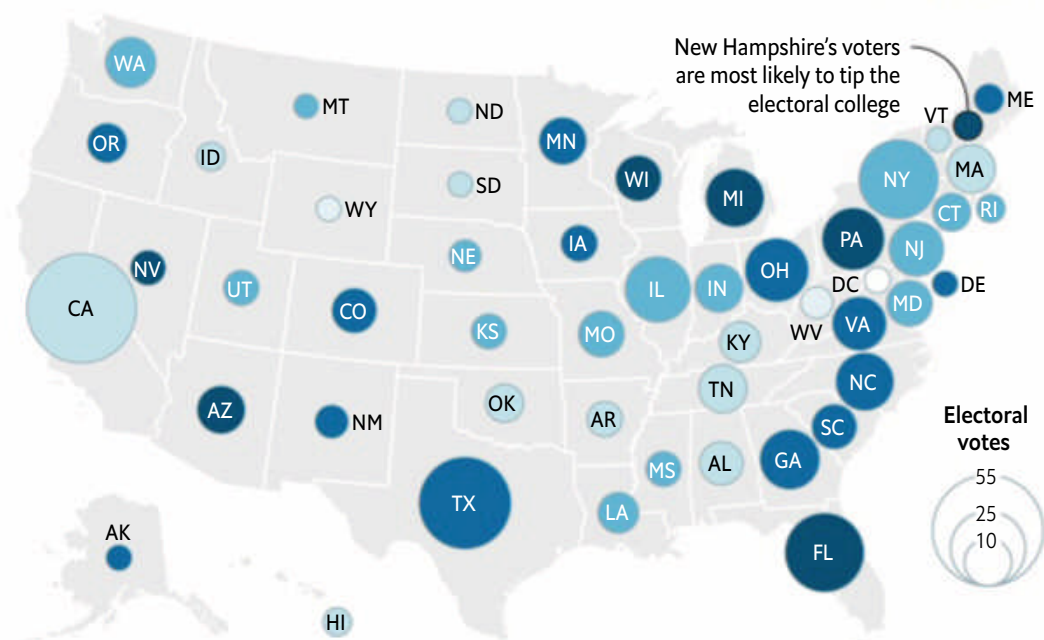 New Hampshire's voters
are most likely to tip the
electoral college
WA
MT
ND
MN
VT
ME
OR
ID
SD
WI
MI
NY
MA
WY
CT
RI
NV
NE
IA
PA
NJ
CA
UT
CO
IL
IN
OH
DC
DE
MD
KS
MO
KY
WV
VA
AZ
NM
OK
AR
TN
NC
SC
MS
AL
GA
TX
LA
FL
AK
HI
Electoral
votes
55
25
10